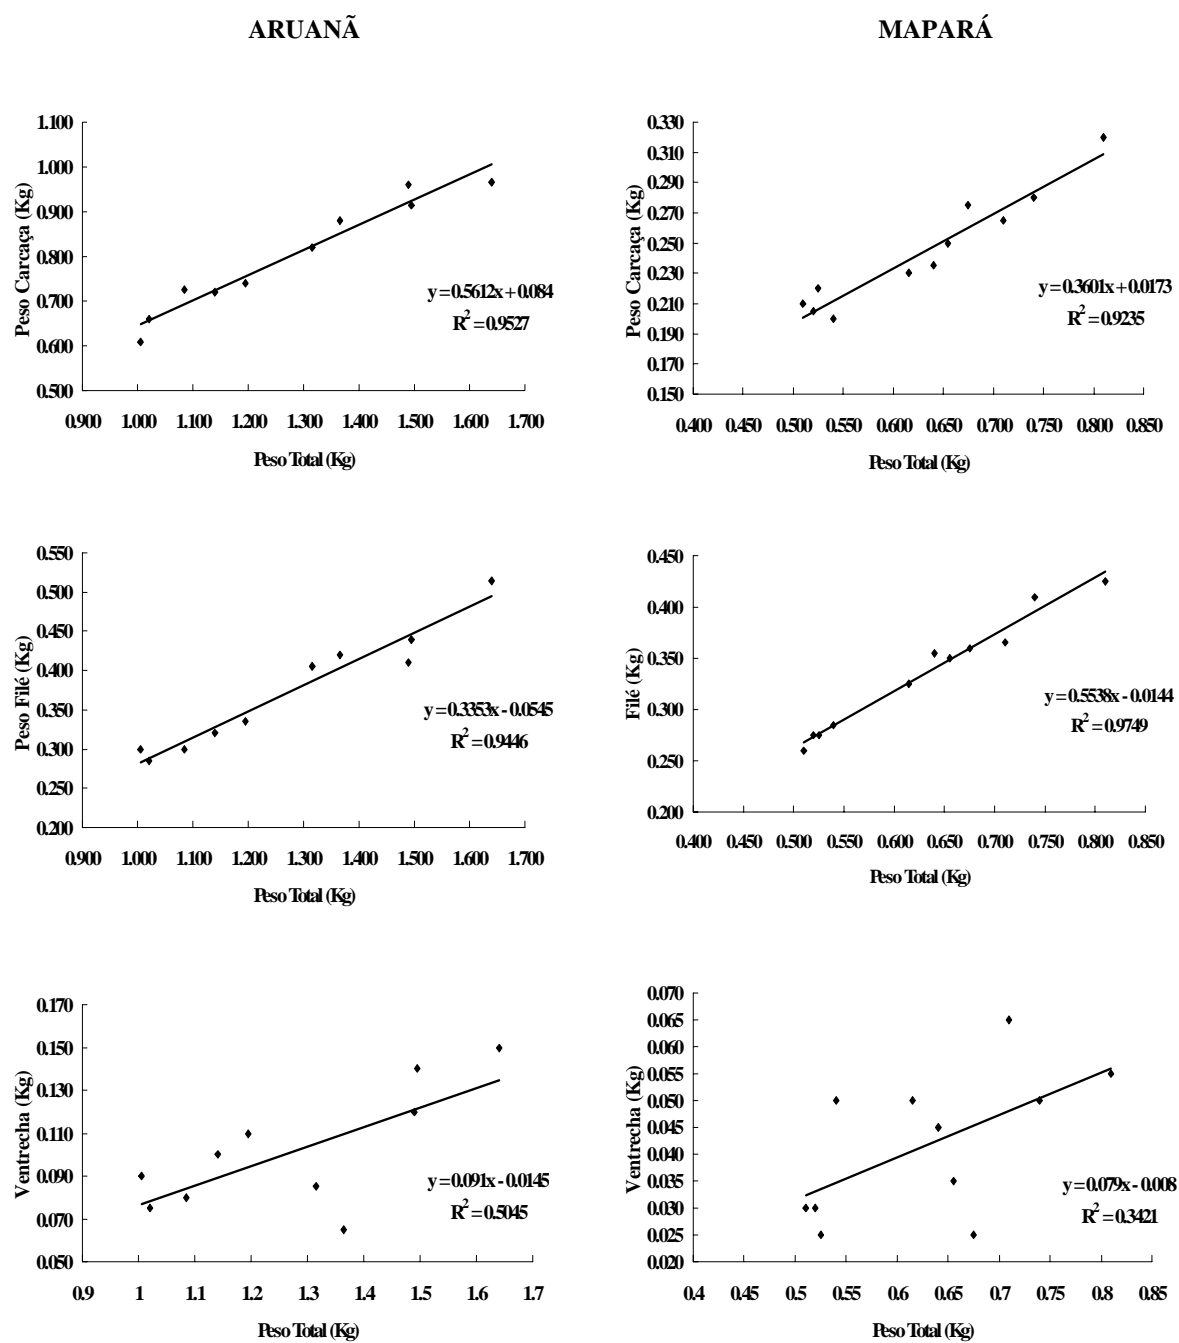 ARUANÃ
MAPARÁ
1.100
1.000
0.900
0.800
0.700
0.600
0.500
0.900 1.000 1.100 1.200 1.300 1.400 1.500 1.600 1.700
Peso Carcaça (Kg)
Peso Total (Kg)
y = 0.5612x + 0.084
R² = 0.9527
0.330
0.310
0.290
0.270
0.250
0.230
0.210
0.190
0.170
0.150
0.400 0.450 0.500 0.550 0.600 0.650 0.700 0.750 0.800 0.850
Peso Carcaça (Kg)
Peso Total (Kg)
y = 0.3601x + 0.0173
R² = 0.9235
0.550
0.500
0.450
0.400
0.350
0.300
0.250
0.200
0.900 1.000 1.100 1.200 1.300 1.400 1.500 1.600 1.700
Peso Filé (Kg)
Peso Total (Kg)
y = 0.3353x - 0.0545
R² = 0.9446
0.450
0.400
0.350
0.300
0.250
0.200
0.400 0.450 0.500 0.550 0.600 0.650 0.700 0.750 0.800 0.850
Filé (Kg)
Peso Total (Kg)
y = 0.5538x - 0.0144
R² = 0.9749
0.170
0.150
0.130
0.110
0.090
0.070
0.050
0.9 1 1.1 1.2 1.3 1.4 1.5 1.6 1.7
Ventrecha (Kg)
Peso Total (Kg)
y = 0.091x - 0.0145
R² = 0.5045
0.070
0.065
0.060
0.055
0.050
0.045
0.040
0.035
0.030
0.025
0.020
0.4 0.45 0.5 0.55 0.6 0.65 0.7 0.75 0.8 0.85
Ventrecha (Kg)
Peso Total (Kg)
y = 0.079x - 0.008
R² = 0.3421